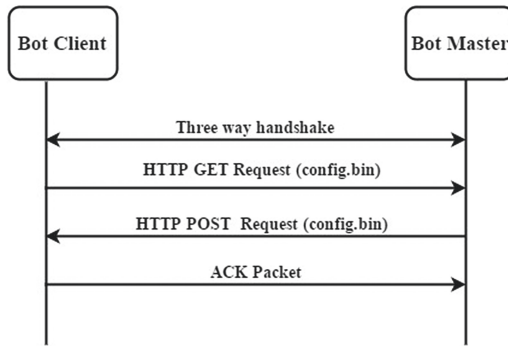 Bot Client
Bot Master
Three way handshake
HTTP GET Request (config.bin)
HTTP POST Request (config.bin)
ACK Packet